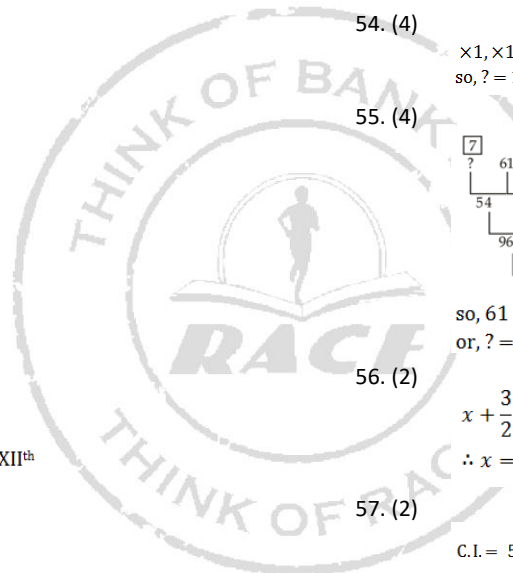 54. (4)
×1, ×1
so, ? =
55. (4)
7
? 61
54
96
so, 61
or, ? =
56. (2)
x + 3/2
∴ x =
57. (2)
C.I. = 5
XIIth
THINK OF BANK
RACE
THINK OF RAC